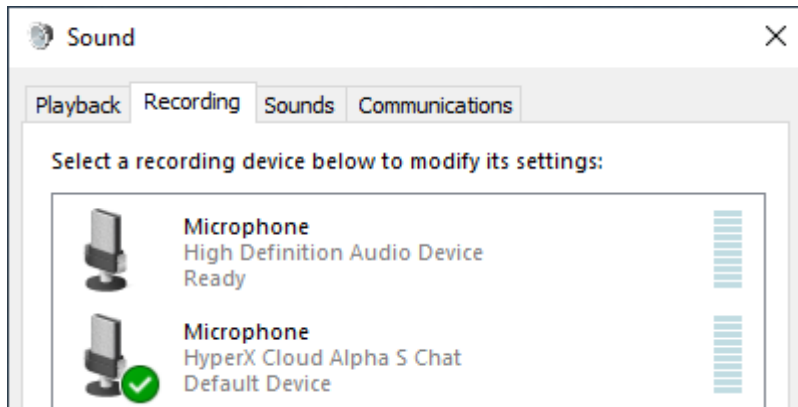 Sound
Playback Recording Sounds Communications
Select a recording device below to modify its settings:
Microphone
High Definition Audio Device
Ready
Microphone
HyperX Cloud Alpha S Chat
Default Device